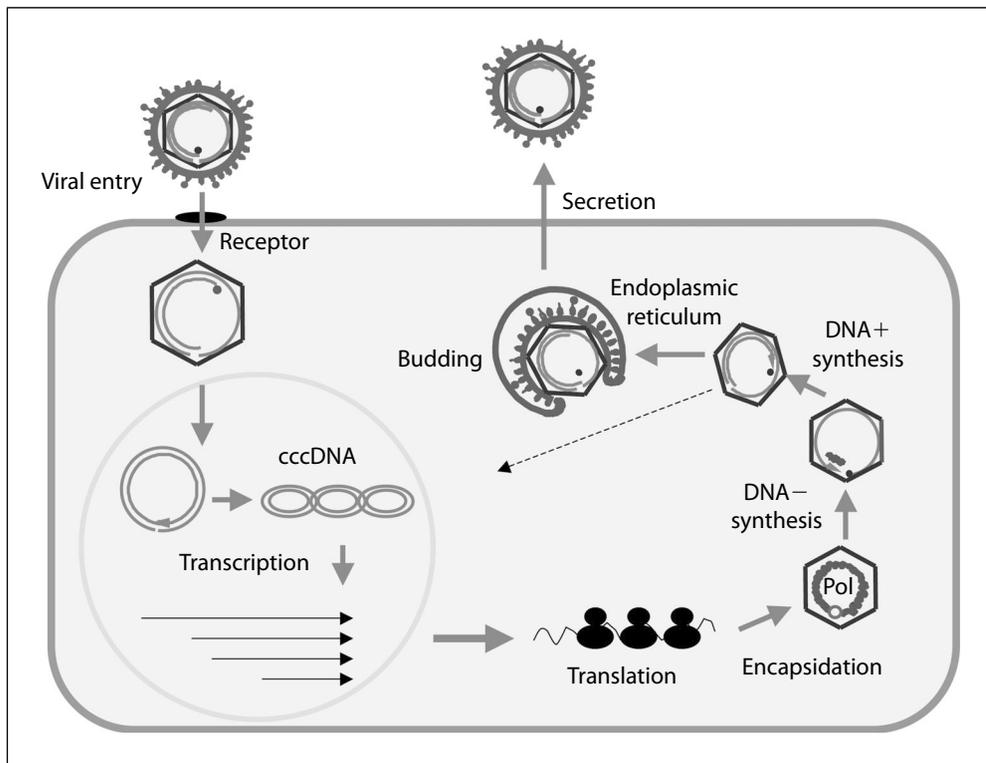 Viral entry
Receptor
Secretion
Endoplasmic
reticulum
Budding
DNA+
synthesis
DNA−
synthesis
cccDNA
Transcription
Pol
Translation
Encapsidation